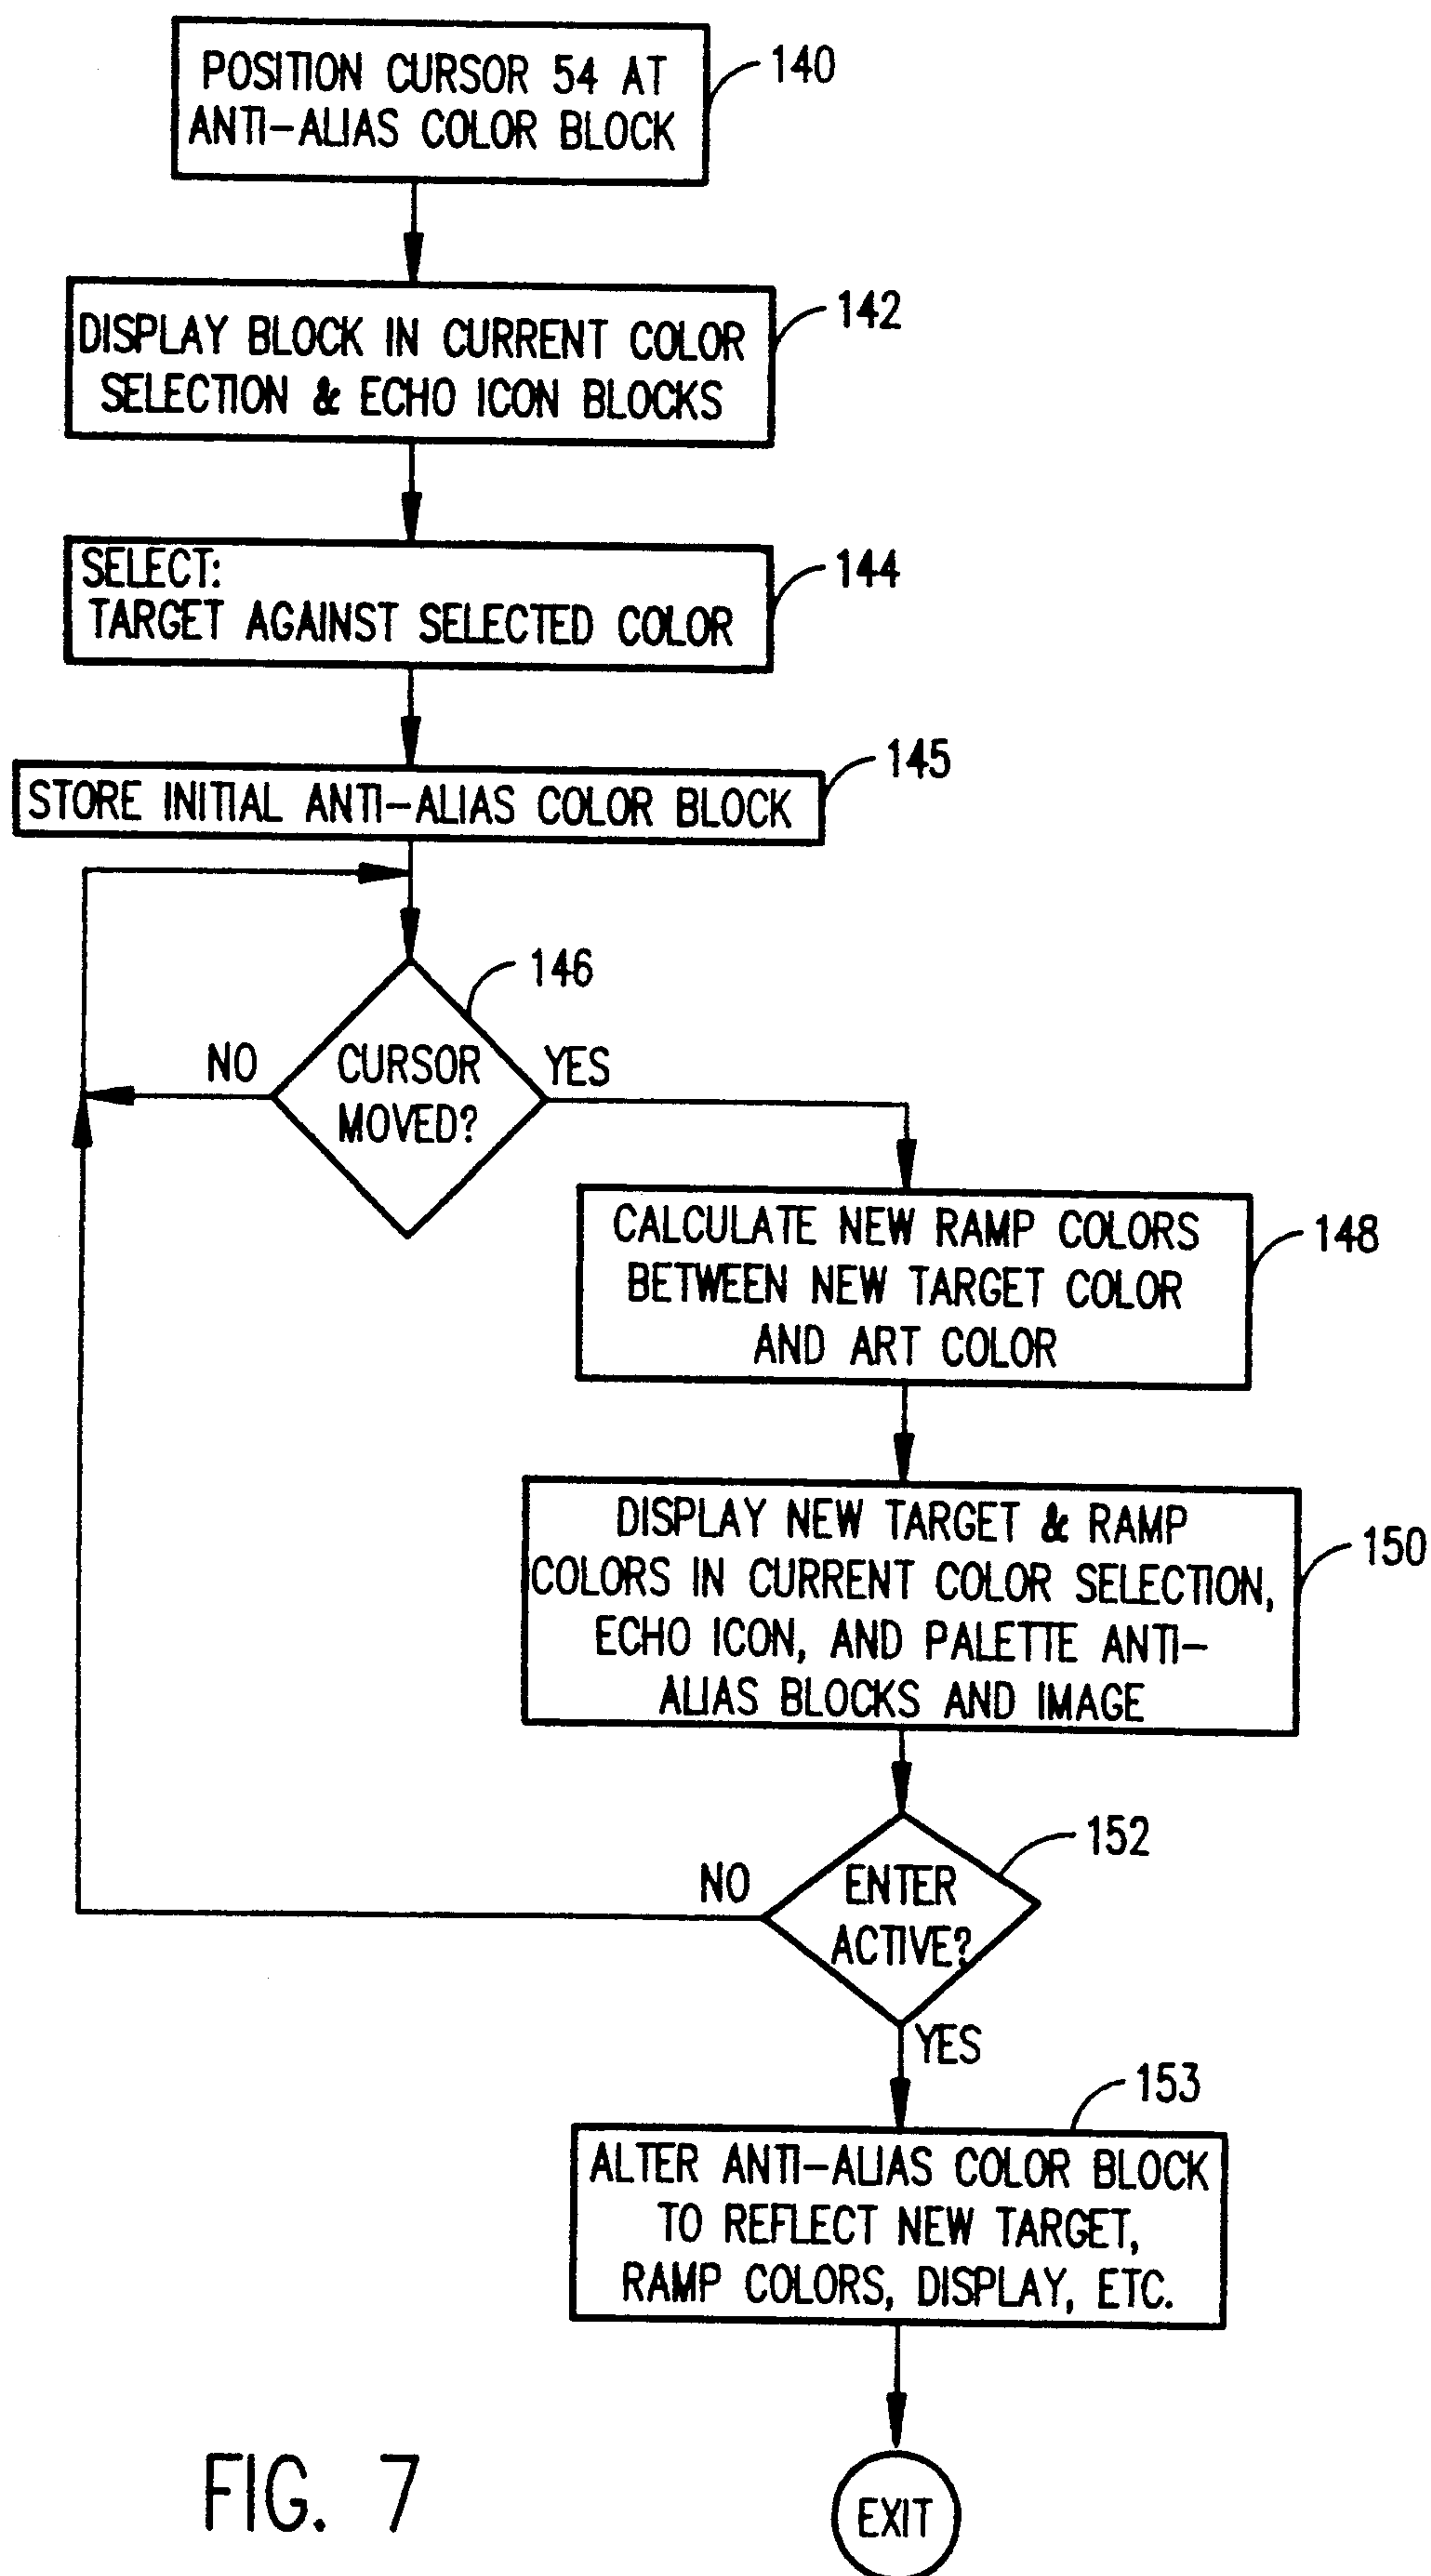 POSITION CURSOR 54 AT
ANTI-ALIAS COLOR BLOCK
140
DISPLAY BLOCK IN CURRENT COLOR
SELECTION & ECHO ICON BLOCKS
142
SELECT:
TARGET AGAINST SELECTED COLOR
144
STORE INITIAL ANTI-ALIAS COLOR BLOCK
145
146
CURSOR
MOVED?
NO
YES
CALCULATE NEW RAMP COLORS
BETWEEN NEW TARGET COLOR
AND ART COLOR
148
DISPLAY NEW TARGET & RAMP
COLORS IN CURRENT COLOR SELECTION,
ECHO ICON, AND PALETTE ANTI-
ALIAS BLOCKS AND IMAGE
150
152
ENTER
ACTIVE?
NO
YES
153
ALTER ANTI-ALIAS COLOR BLOCK
TO REFLECT NEW TARGET,
RAMP COLORS, DISPLAY, ETC.
EXIT
FIG. 7